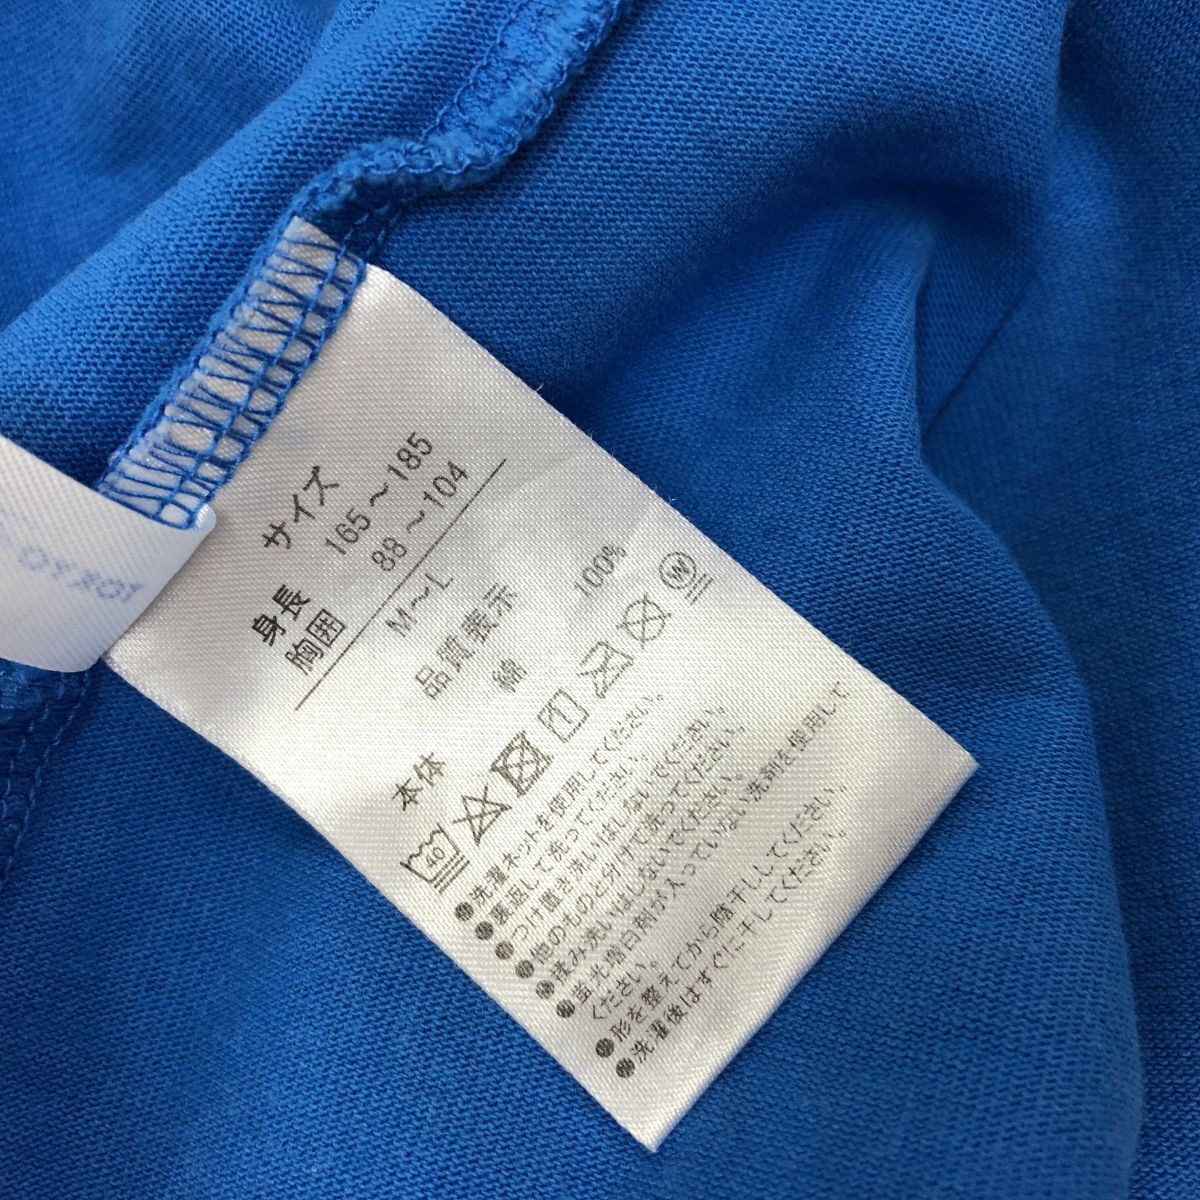 サイズ
身長 165～185
胸囲 88～104
M～L
品質表示
本体 綿 100%
40
W
●洗濯ネットを使用してください。
●裏返して洗ってください。
●つけ置き洗いはしないでください。
●他のものと分けて洗ってください。
●揉み洗いはしないでください。
●蛍光増白剤が入っていない洗剤を使用して
ください。
●形を整えてから陰干ししてください。
●洗濯後はすぐに干してください。